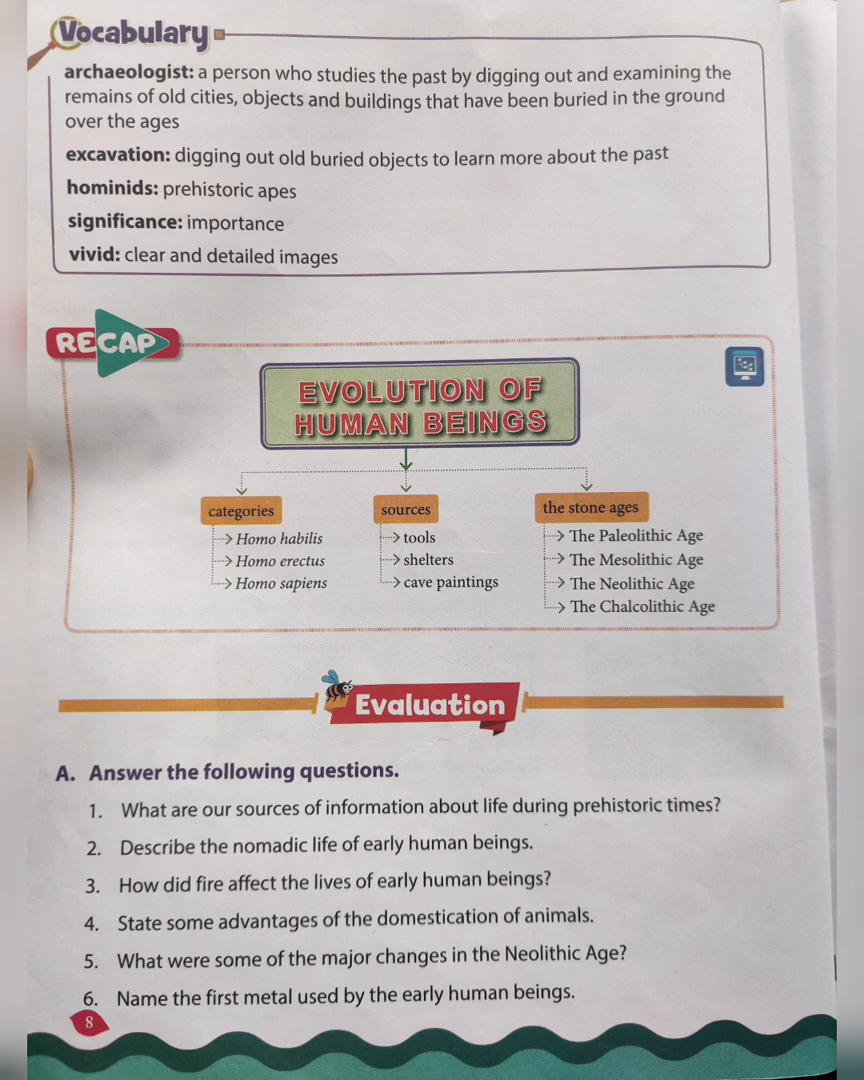 Vocabulary
archaeologist: a person who studies the past by digging out and examining the
remains of old cities, objects and buildings that have been buried in the ground
over the ages
excavation: digging out old buried objects to learn more about the past
hominids: prehistoric apes
significance: importance
vivid: clear and detailed images
RECAP
EVOLUTION OF
HUMAN BEINGS
categories
Homo habilis
Homo erectus
Homo sapiens
sources
tools
shelters
cave paintings
the stone ages
The Paleolithic Age
The Mesolithic Age
The Neolithic Age
The Chalcolithic Age
Evaluation
A. Answer the following questions.
1. What are our sources of information about life during prehistoric times?
2. Describe the nomadic life of early human beings.
3. How did fire affect the lives of early human beings?
4. State some advantages of the domestication of animals.
5. What were some of the major changes in the Neolithic Age?
6. Name the first metal used by the early human beings.
8